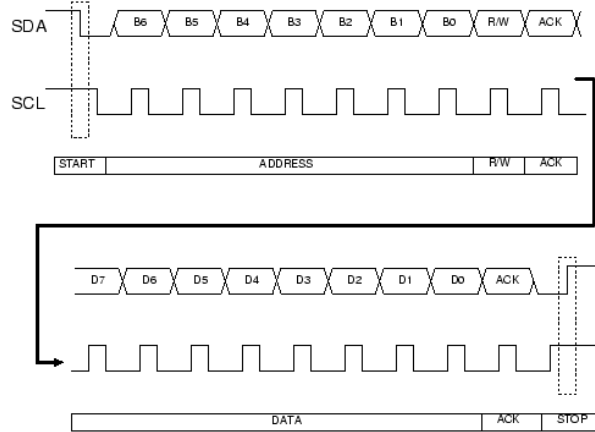 SDA B6 B5 B4 B3 B2 B1 B0 R/W ACK
SCL
START ADDRESS R/W ACK
D7 D6 D5 D4 D3 D2 D1 D0 ACK
DATA ACK STOP